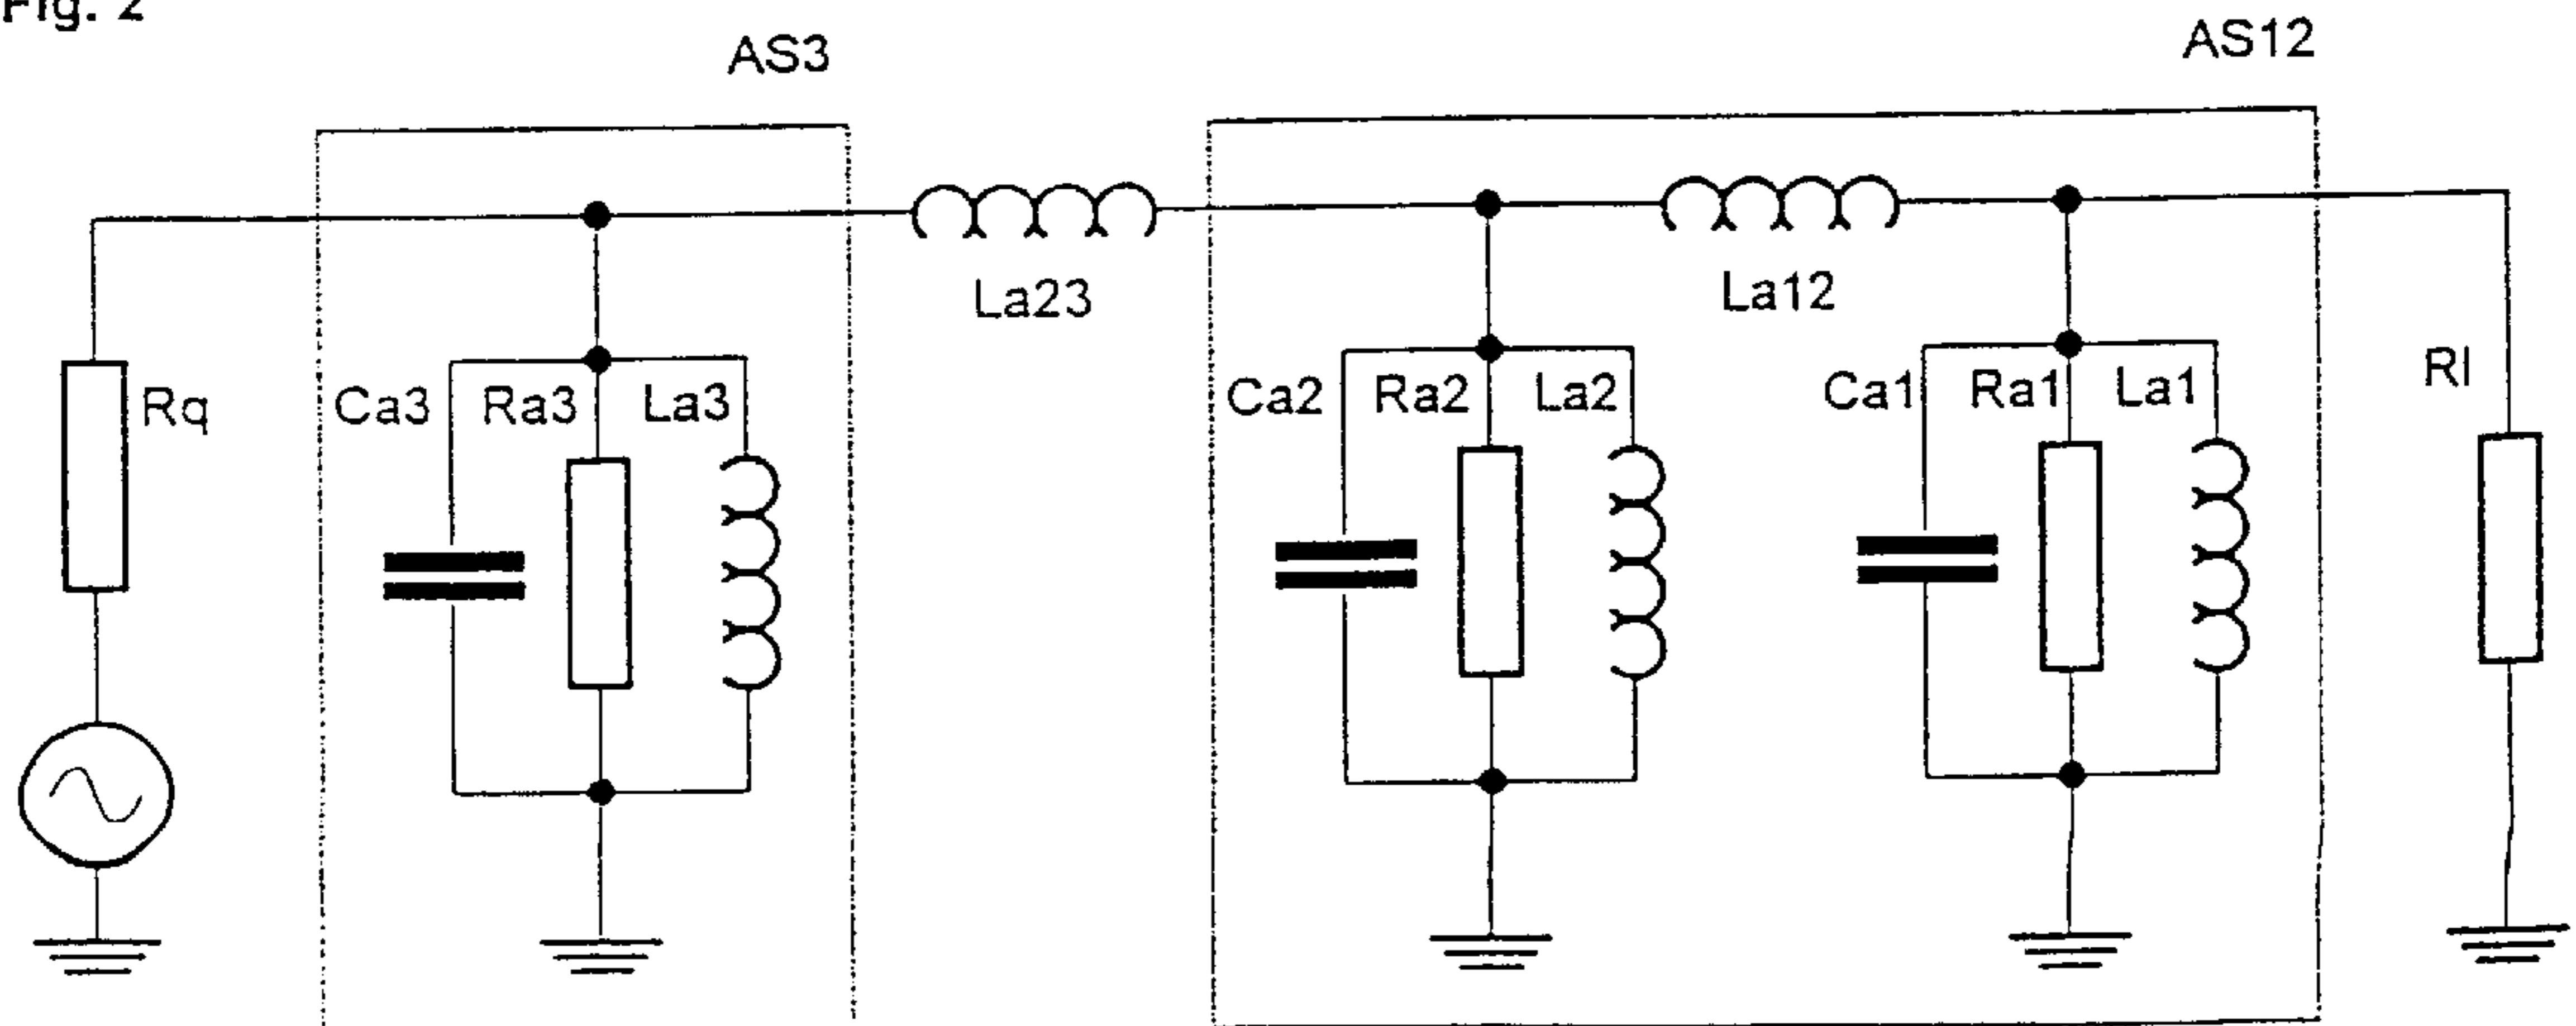 Fig. 2
AS3
AS12
La23
La12
Rq
Ca3
Ra3
La3
Ca2
Ra2
La2
Ca1
Ra1
La1
Rl